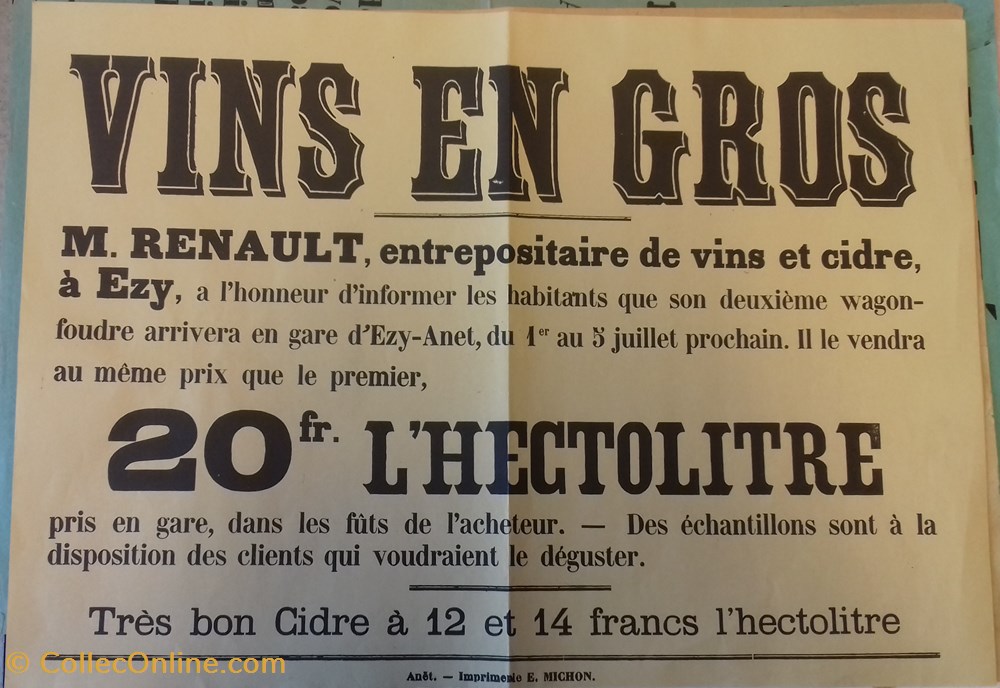 VINS EN GROS
M. RENAULT, entrepositaire de vins et cidre,
à Ezy, a l'honneur d'informer les habitants que son deuxième wagon-
foudre arrivera en gare d'Ezy-Anet, du 1er au 5 juillet prochain. Il le vendra
au même prix que le premier,
20 fr. L'HECTOLITRE
pris en gare, dans les fûts de l'acheteur. — Des échantillons sont à la
disposition des clients qui voudraient le déguster.
Très bon Cidre à 12 et 14 francs l'hectolitre
Anêt. — Imprimerie E. MICHON.
© CollecOnline.com